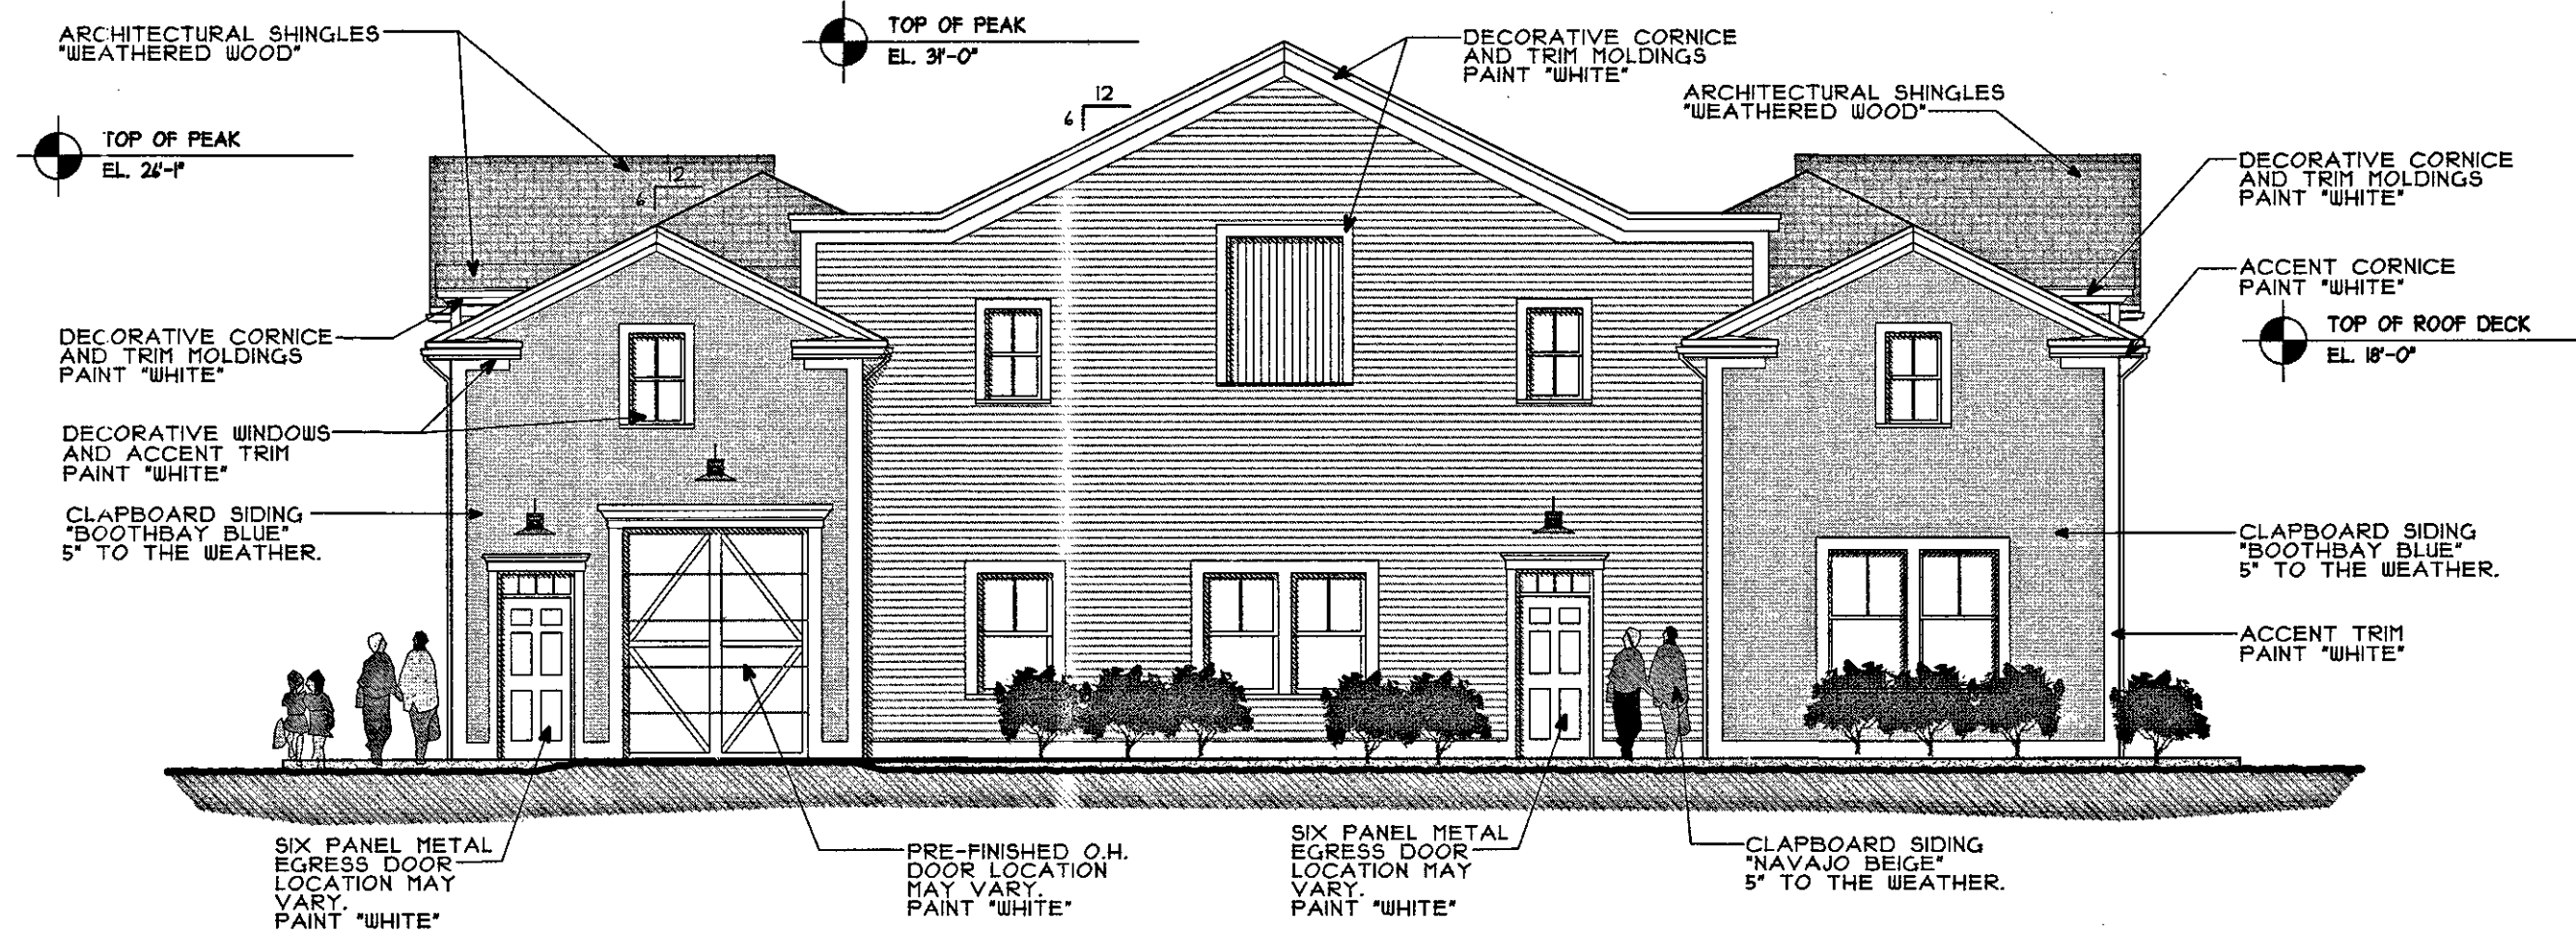 ARCHITECTURAL SHINGLES
"WEATHERED WOOD"
TOP OF PEAK
EL. 31'-0"
DECORATIVE CORNICE
AND TRIM MOLDINGS
PAINT "WHITE"
ARCHITECTURAL SHINGLES
"WEATHERED WOOD"
TOP OF PEAK
EL. 26'-1"
12
6
12
6
DECORATIVE CORNICE
AND TRIM MOLDINGS
PAINT "WHITE"
ACCENT CORNICE
PAINT "WHITE"
TOP OF ROOF DECK
EL. 18'-0"
DECORATIVE CORNICE
AND TRIM MOLDINGS
PAINT "WHITE"
DECORATIVE WINDOWS
AND ACCENT TRIM
PAINT "WHITE"
CLAPBOARD SIDING
"BOOTHBAY BLUE"
5" TO THE WEATHER.
CLAPBOARD SIDING
"BOOTHBAY BLUE"
5" TO THE WEATHER.
ACCENT TRIM
PAINT "WHITE"
SIX PANEL METAL
EGRESS DOOR
LOCATION MAY
VARY.
PAINT "WHITE"
PRE-FINISHED O.H.
DOOR LOCATION
MAY VARY.
PAINT "WHITE"
SIX PANEL METAL
EGRESS DOOR
LOCATION MAY
VARY.
PAINT "WHITE"
CLAPBOARD SIDING
"NAVAJO BEIGE"
5" TO THE WEATHER.